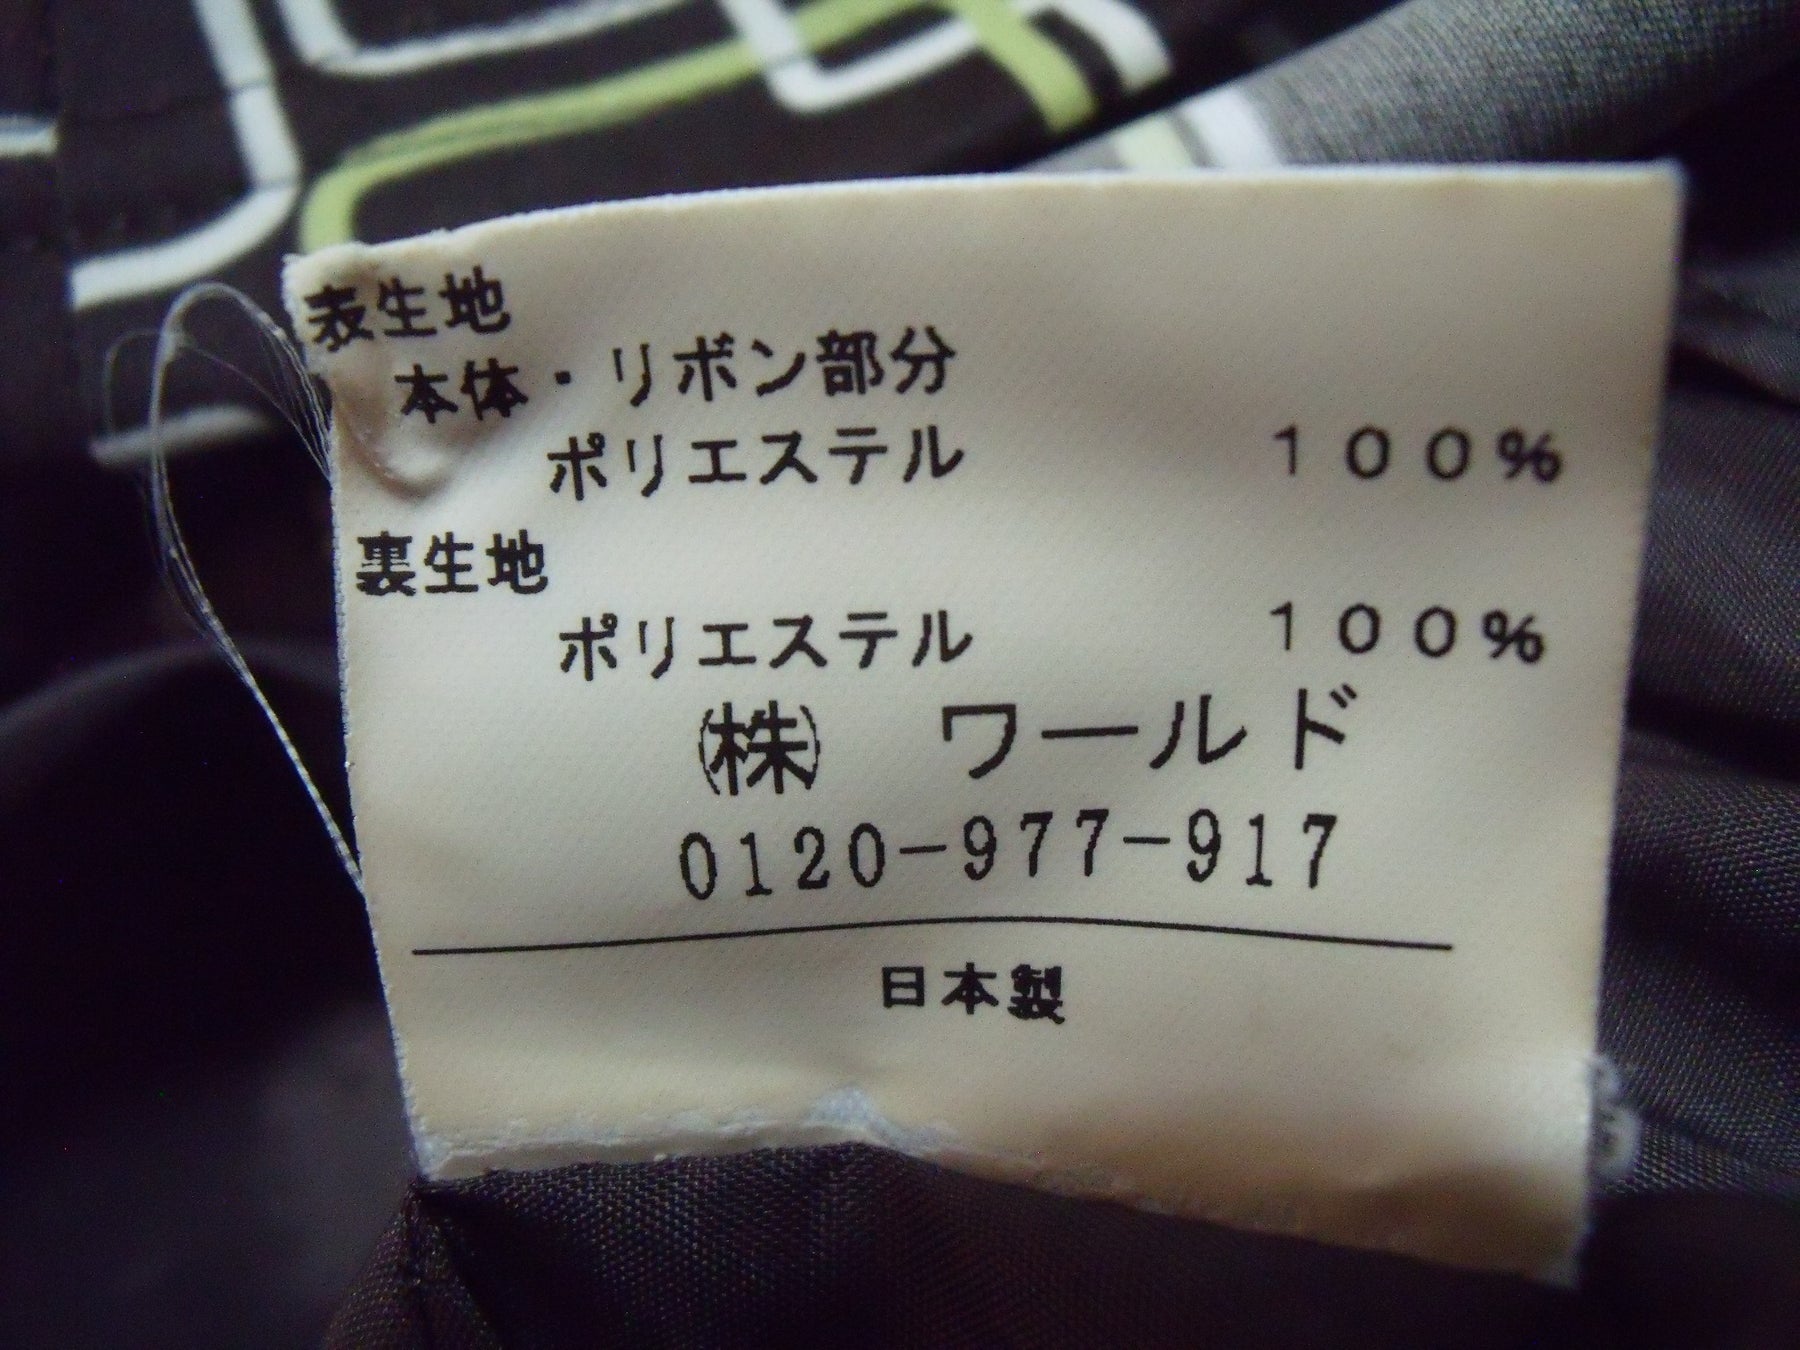 表生地
本体・リボン部分
ポリエステル 100%
裏生地
ポリエステル 100%
㈱ ワールド
0120-977-917
日本製